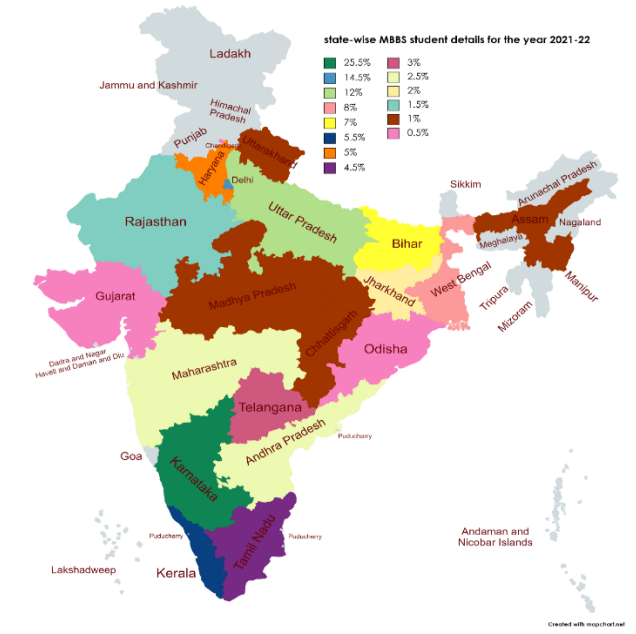 state-wise MBBS student details for the year 2021-22
25.5%
14.5%
12%
8%
7%
5.5%
5%
4.5%
3%
2.5%
2%
1.5%
1%
0.5%
Ladakh
Jammu and Kashmir
Himachal
Pradesh
Punjab
Chandigarh
Uttarakhand
Haryana
Delhi
Rajasthan
Uttar Pradesh
Bihar
Sikkim
Arunachal Pradesh
Assam
Nagaland
Meghalaya
Manipur
Tripura
Mizoram
West Bengal
Jharkhand
Gujarat
Madhya Pradesh
Chhattisgarh
Odisha
Dadra and Nagar
Haveli and Daman and Diu
Maharashtra
Telangana
Andhra Pradesh
Puducherry
Goa
Karnataka
Puducherry
Puducherry
Tamil Nadu
Kerala
Lakshadweep
Andaman and
Nicobar Islands
Created with mapchart.net